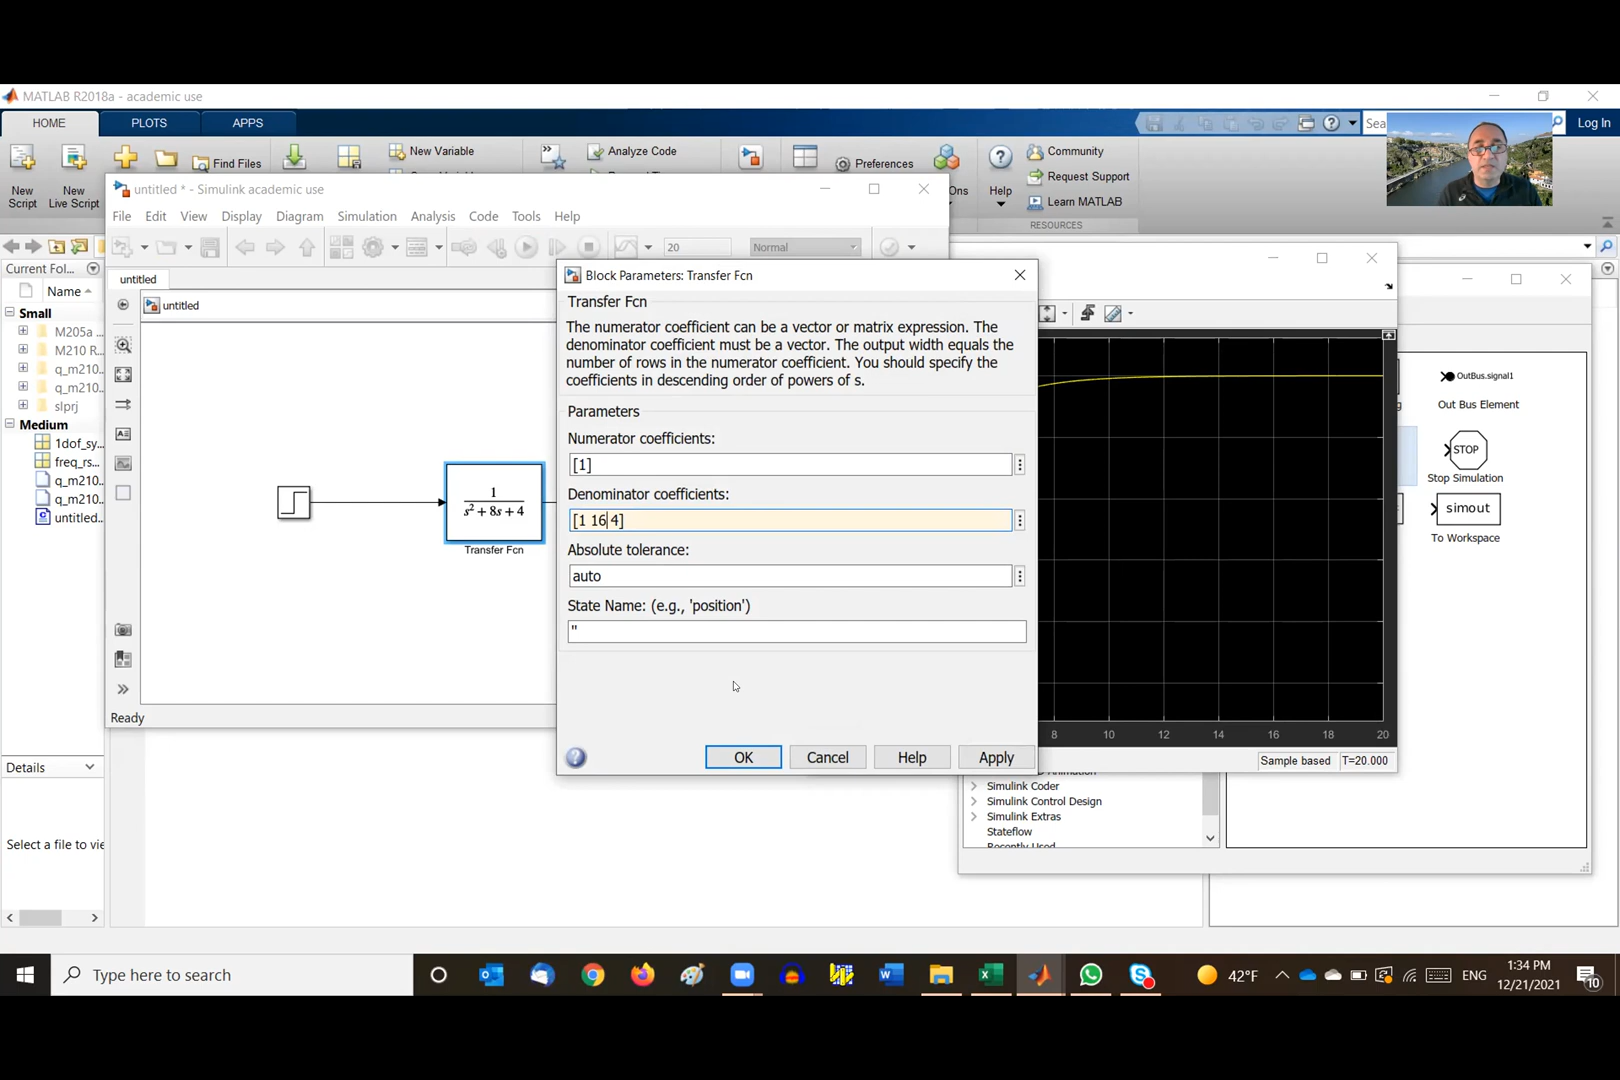 MATLAB R2018a - academic use
HOME PLOTS APPS
Log In
Find Files
New Variable
Analyze Code
Preferences
Community
Request Support
Learn MATLAB
New
Script
New
Live Script
Help
RESOURCES
untitled * - Simulink academic use
File Edit View Display Diagram Simulation Analysis Code Tools Help
20 Normal
Current Fol...
Name
Small
M205a
M210 R
q_m210
q_m210
slprj
Medium
1dof_sy...
freq_rs...
q_m210...
q_m210...
untitled...
untitled
untitled
1
s² + 8s + 4
Transfer Fcn
Ready
Block Parameters: Transfer Fcn
Transfer Fcn
The numerator coefficient can be a vector or matrix expression. The
denominator coefficient must be a vector. The output width equals the
number of rows in the numerator coefficient. You should specify the
coefficients in descending order of powers of s.
Parameters
Numerator coefficients:
[1]
Denominator coefficients:
[1 16 4]
Absolute tolerance:
auto
State Name: (e.g., 'position')
''
OK Cancel Help Apply
8 10 12 14 16 18 20
Sample based T=20.000
OutBus.signal1
Out Bus Element
STOP
Stop Simulation
simout
To Workspace
Simulink Coder
Simulink Control Design
Simulink Extras
Stateflow
Recently Used
Details
Select a file to vie
Type here to search
42°F ENG
1:34 PM
12/21/2021
10